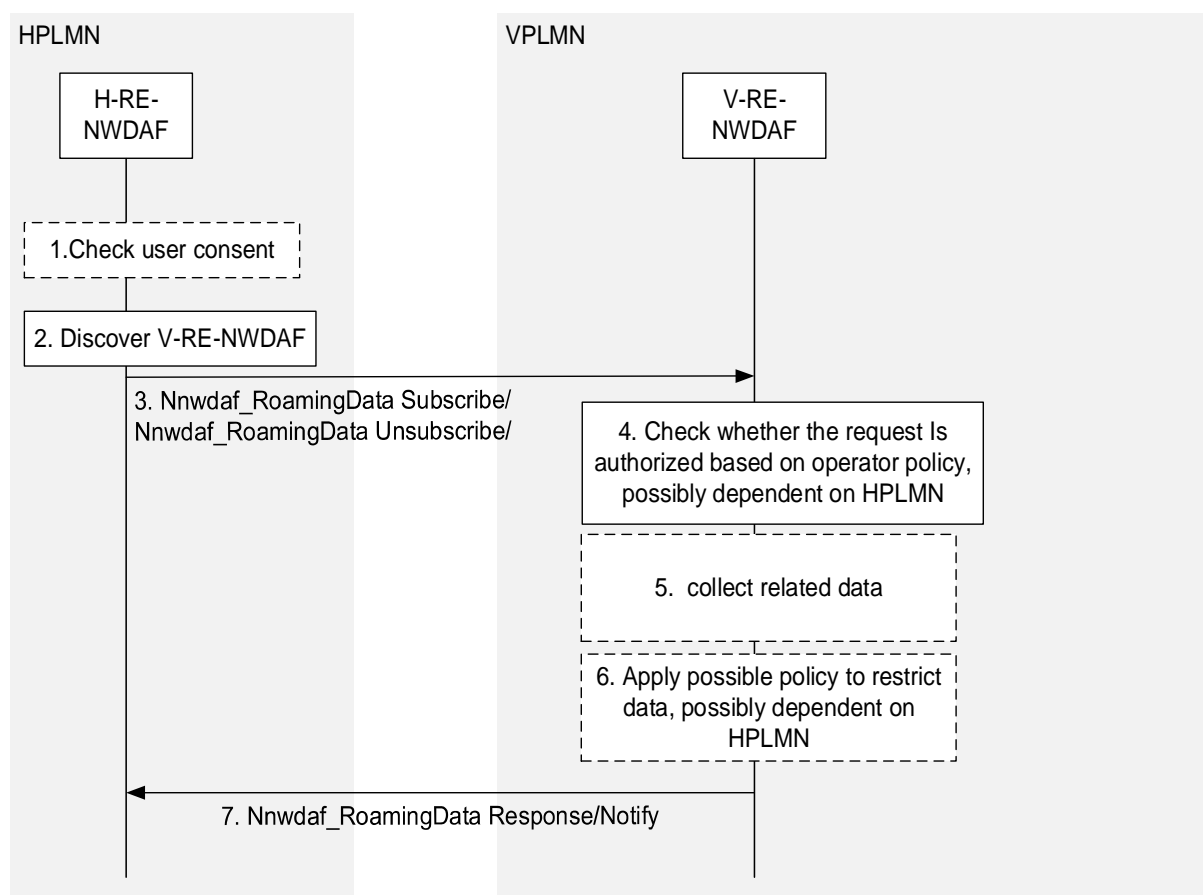 HPLMN
VPLMN
H-RE-
NWDAF
V-RE-
NWDAF
1.Check user consent
2. Discover V-RE-NWDAF
3. Nnwdaf_RoamingData Subscribe/
Nnwdaf_RoamingData Unsubscribe/
4. Check whether the request Is
authorized based on operator policy,
possibly dependent on HPLMN
5. collect related data
6. Apply possible policy to restrict
data, possibly dependent on
HPLMN
7. Nnwdaf_RoamingData Response/Notify